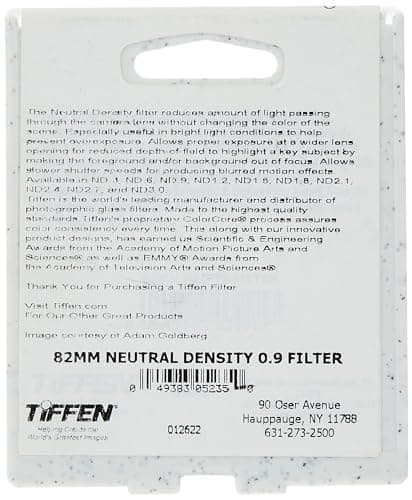 The Neutral Density filter reduces amount of light passing
through the camera lens without changing the color of the
scene. Especially useful in bright light conditions to help
prevent overexposure. Allows proper exposure at a wider lens
opening for reduced depth-of-field to highlight a key subject by
making the foreground and/or background out of focus. Allows
slower shutter speeds for producing blurred motion effects.
Available in ND.3, ND.6, ND.9, ND1.2, ND1.5, ND1.8, ND2.1,
ND2.4, ND2.7, and ND3.0.
Tiffen is the world's leading manufacturer and distributor of
photographic glass filters. Made to the highest quality
standards. Tiffen's proprietary ColorCore® process assures
color consistency every time. This along with our innovative
product designs, has earned us Scientific & Engineering
Awards from the Academy of Motion Picture Arts and
Sciences® as well as EMMY® Awards from
the Academy of Television Arts and Sciences®
Thank You for Purchasing a Tiffen Filter
Visit Tiffen.com
For Our Other Great Products
Image courtesy of Adam Goldberg
82MM NEUTRAL DENSITY 0.9 FILTER
0 49383 05235 8
TIFFEN®
Helping Create the
World's Greatest Images.
012622
90 Oser Avenue
Hauppauge, NY 11788
631-273-2500